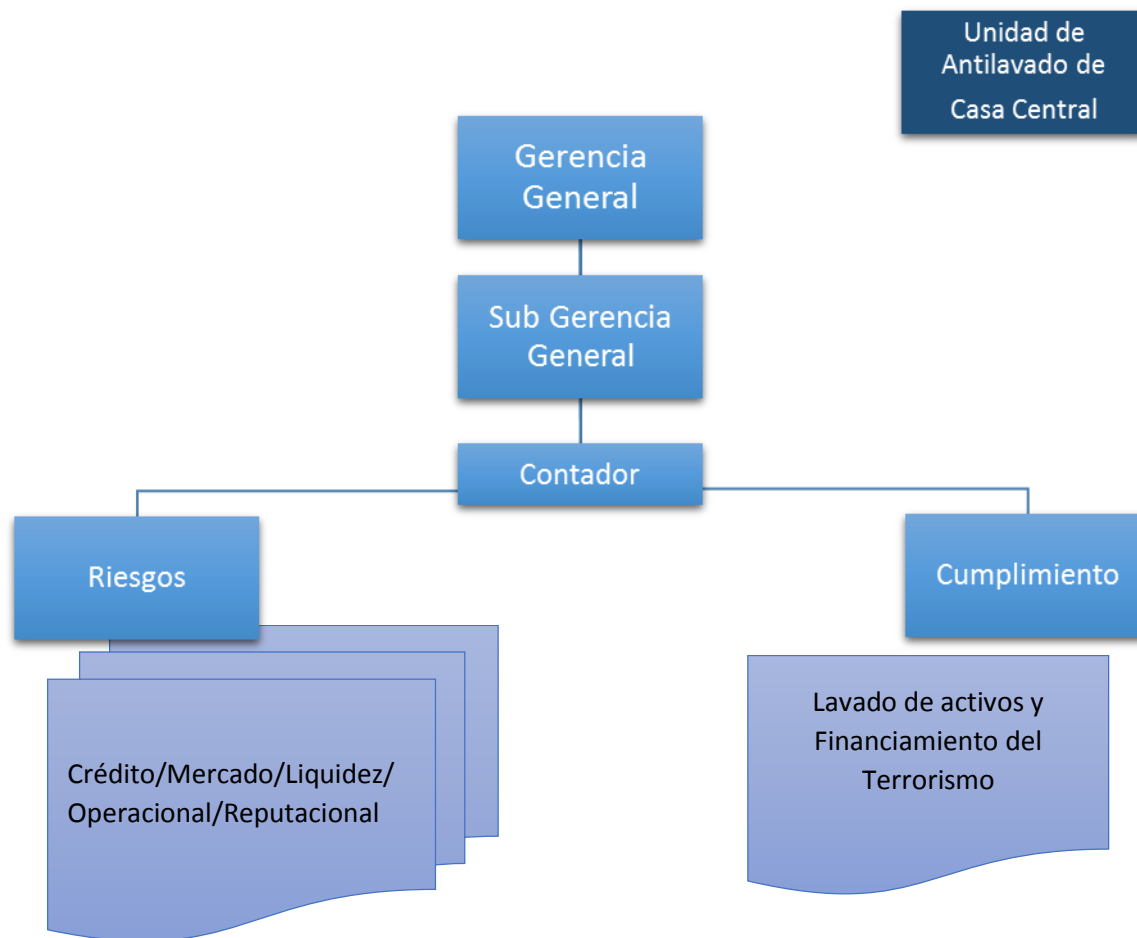 Unidad de
Antilavado de
Casa Central
Gerencia
General
Sub Gerencia
General
Contador
Riesgos
Cumplimiento
Crédito/Mercado/Liquidez/
Operacional/Reputacional
Lavado de activos y
Financiamiento del
Terrorismo